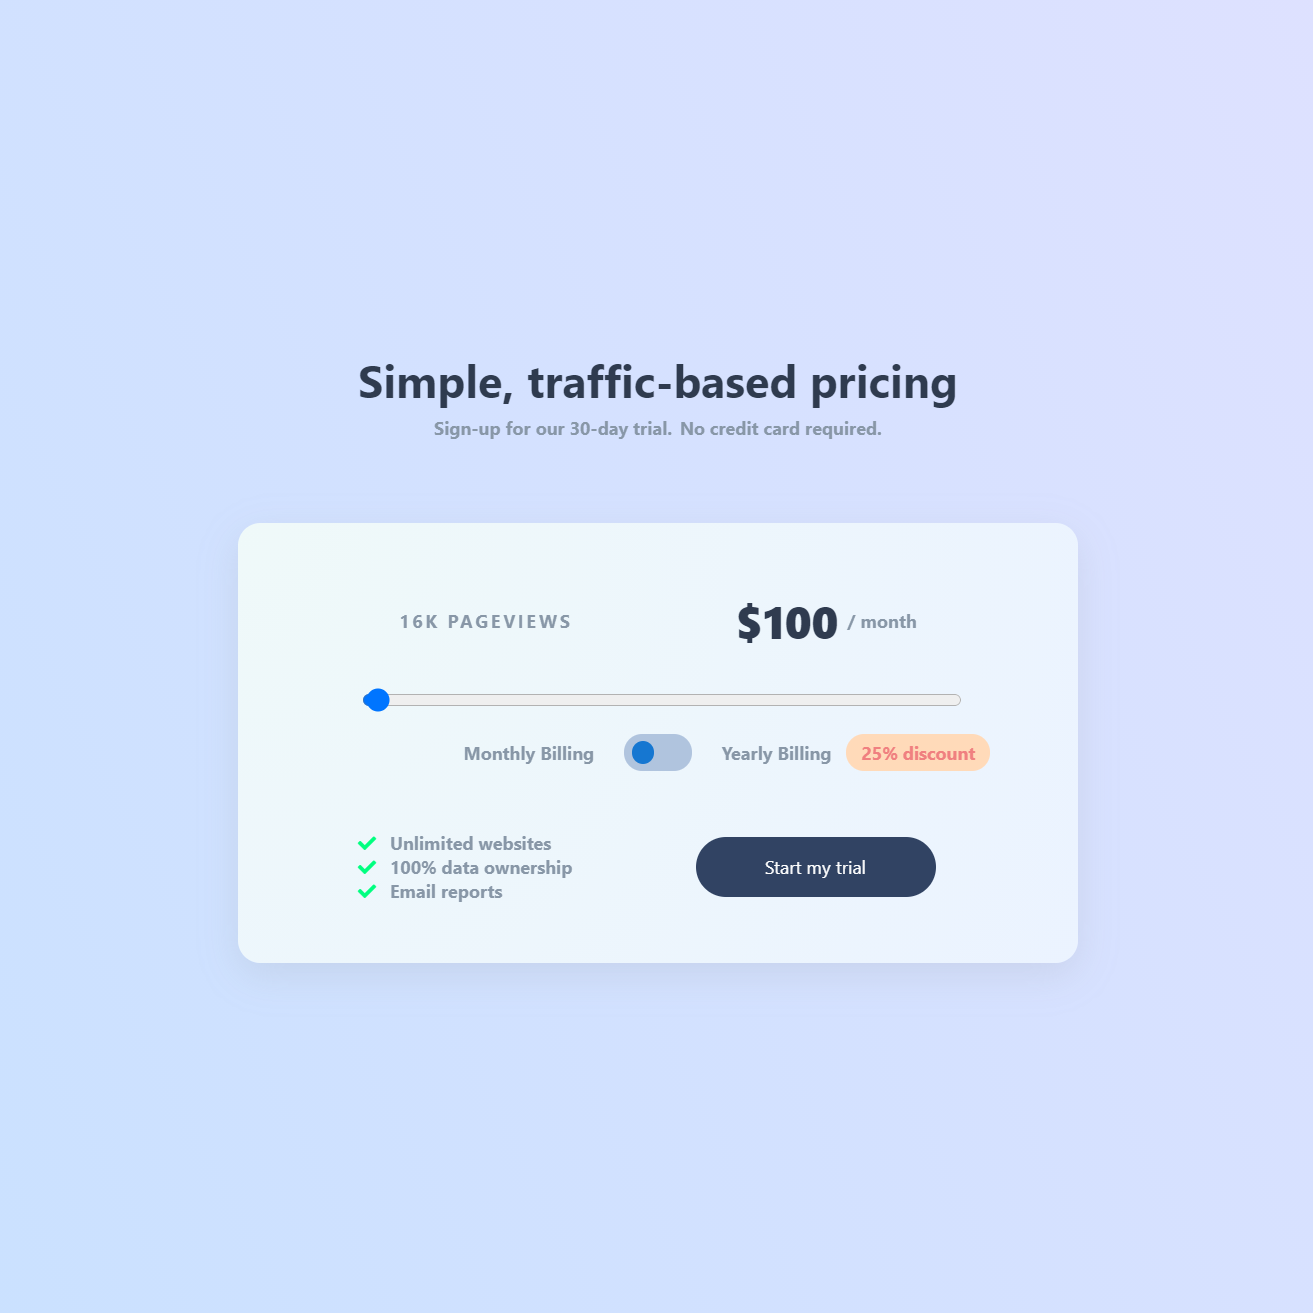 Simple, traffic-based pricing
Sign-up for our 30-day trial. No credit card required.
16K PAGEVIEWS
$100 / month
Monthly Billing
Yearly Billing
25% discount
Unlimited websites
100% data ownership
Email reports
Start my trial